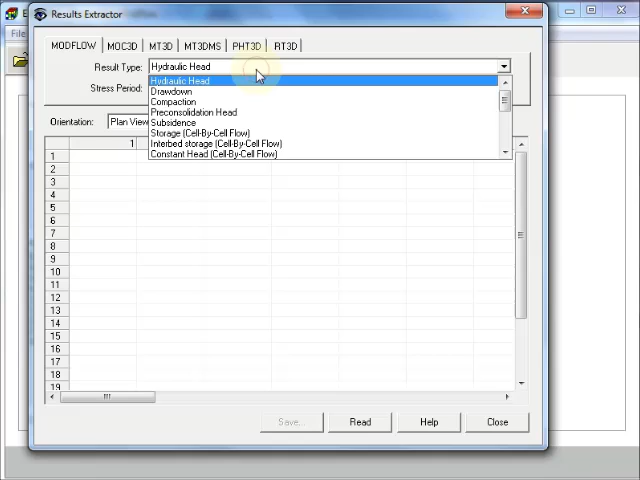 Results Extractor
File
MODFLOW MOC3D MT3D MT3DMS PHT3D RT3D
Result Type: Hydraulic Head
Hydraulic Head
Stress Period:
Drawdown
Compaction
Preconsolidation Head
Orientation: Plan View
Subsidence
Storage (Cell-By-Cell Flow)
Interbed storage (Cell-By-Cell Flow)
Constant Head (Cell-By-Cell Flow)
1
1
2
3
4
5
6
7
8
9
10
11
12
13
14
15
16
17
18
19
Save... Read Help Close